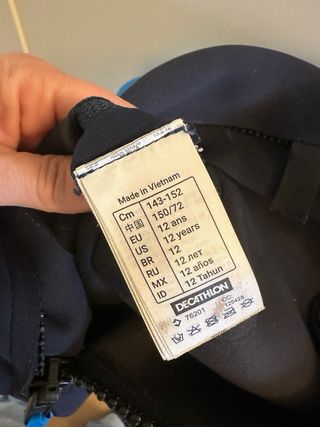 Made in Vietnam
Cm 143-152
中国 150/72
EU 12 ans
US 12 years
BR 12
RU 12 лет
MX 12 años
ID 12 Tahun
DECATHLON
76201